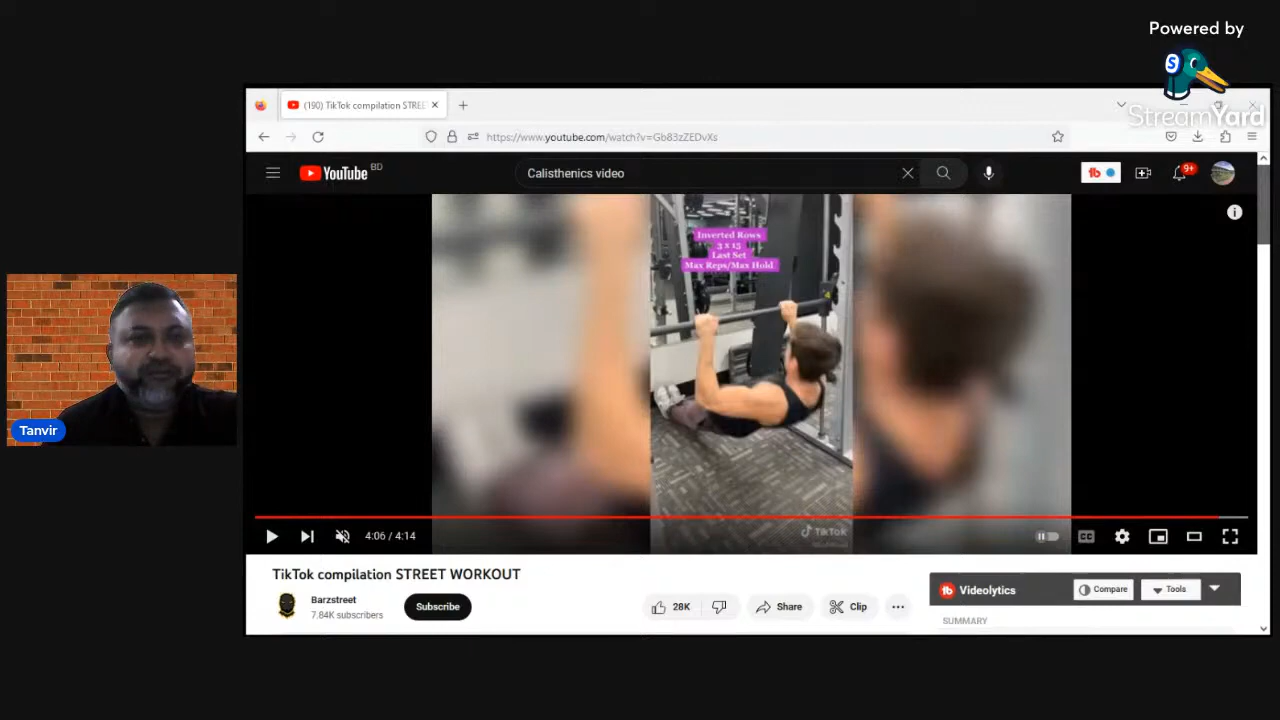 Powered by
StreamYard
(190) TikTok compilation STREE
https://www.youtube.com/watch?v=Gb83zZEDvXs
YouTube BD
Calisthenics video
9+
Inverted Rows
3 x 15
Last Set
Max Reps/Max Hold
TikTok
Tanvir
4:06 / 4:14
CC
TikTok compilation STREET WORKOUT
Barzstreet
7.84K subscribers
Subscribe
28K
Share
Clip
Videolytics
Compare
Tools
SUMMARY